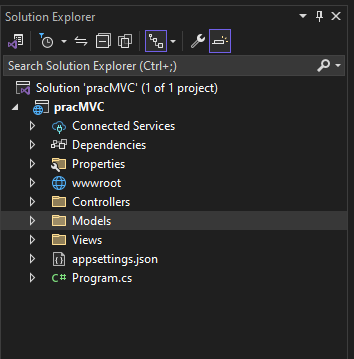 Solution Explorer
Search Solution Explorer (Ctrl+;)
Solution 'pracMVC' (1 of 1 project)
pracMVC
Connected Services
Dependencies
Properties
wwwroot
Controllers
Models
Views
appsettings.json
C# Program.cs